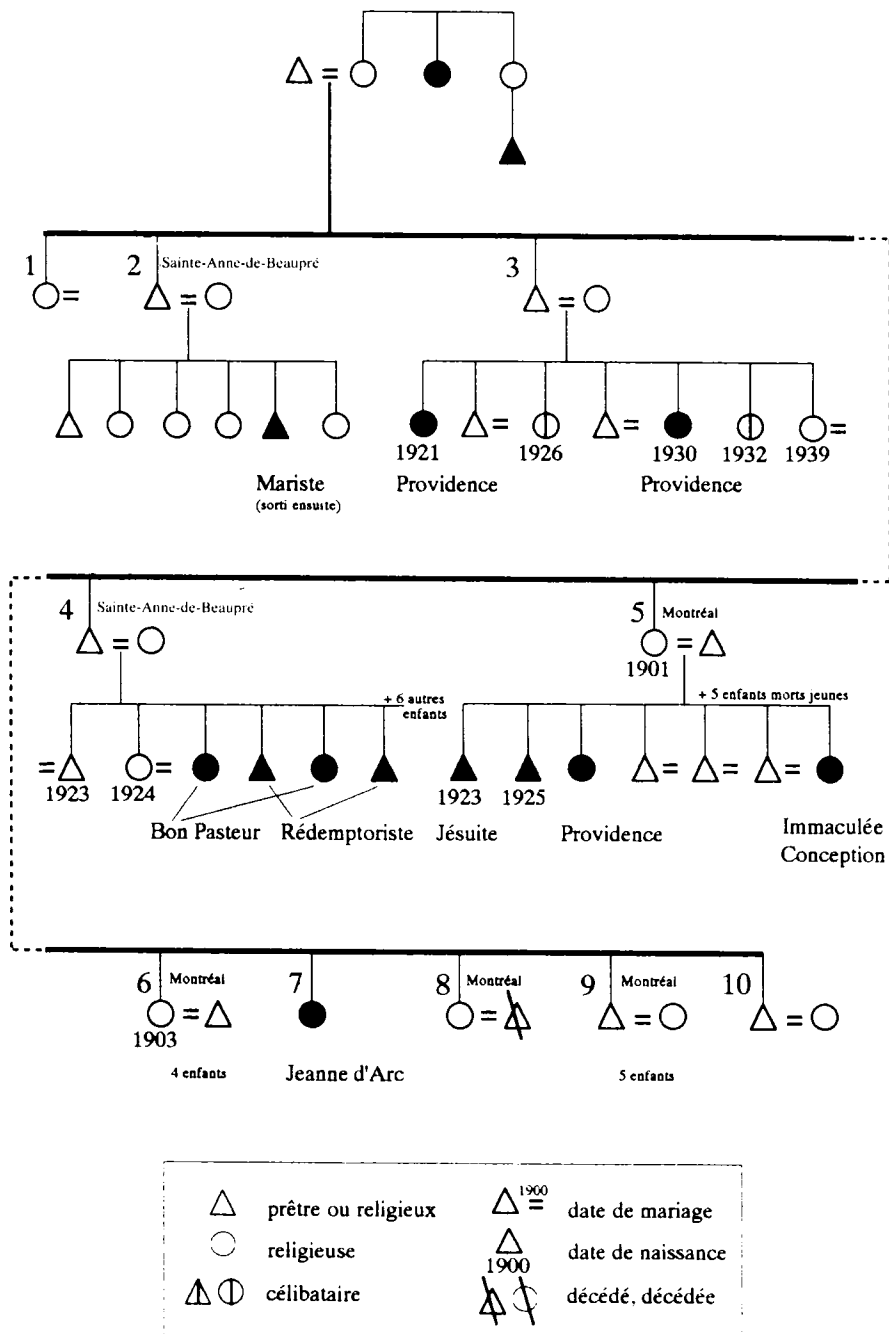 1
2 Sainte-Anne-de-Beaupré
3
=
=
=
=
=
=
=
1921
1926
1930
1932
1939
Mariste
(sorti ensuite)
Providence
Providence
4 Sainte-Anne-de-Beaupré
5 Montréal
=
=
1901
+ 6 autres
enfants
+ 5 enfants morts jeunes
=
=
=
=
=
1923
1924
1923
1925
Bon Pasteur
Rédemptoriste
Jésuite
Providence
Immaculée
Conception
6 Montréal
7
8 Montréal
9 Montréal
10
=
=
=
=
1903
4 enfants
Jeanne d'Arc
5 enfants
prêtre ou religieux
1900
=
date de mariage
religieuse
date de naissance
1900
célibataire
décédé, décédée